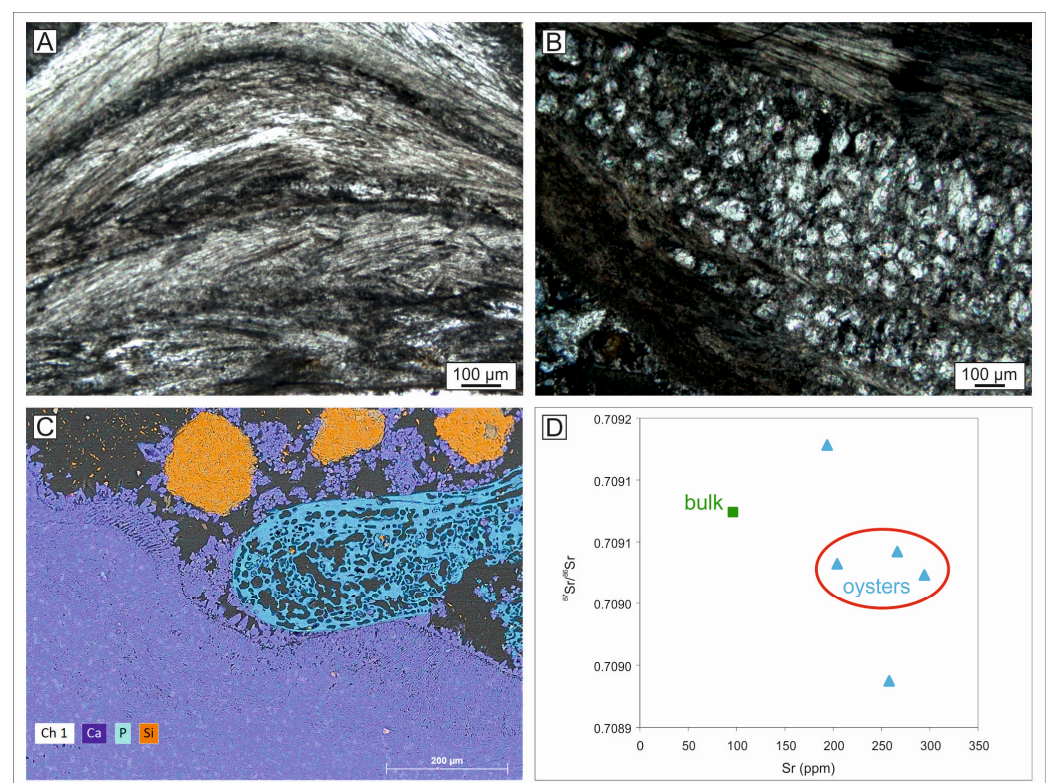 A
100 µm
B
100 µm
C
Ch 1 Ca P Si
200 µm
D
0.7092
0.7091
0.7091
0.7090
0.7090
0.7089
⁸⁷Sr/⁸⁶Sr
bulk
oysters
0 50 100 150 200 250 300 350
Sr (ppm)